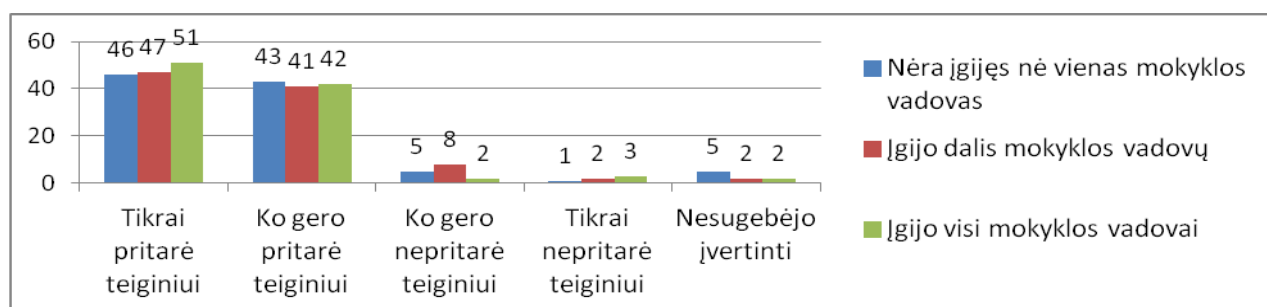 60
40
20
0
46 47 51
43 41 42
5 8 2
1 2 3
5 2 2
Tikrai
pritarė
teiginiui
Ko gero
pritarė
teiginiui
Ko gero
nepritarė
teiginiui
Tikrai
nepritarė
teiginiui
Nesugebėjo
įvertinti
Nėra įgijęs nė vienas mokyklos
vadovas
Įgijo dalis mokyklos vadovų
Įgijo visi mokyklos vadovai